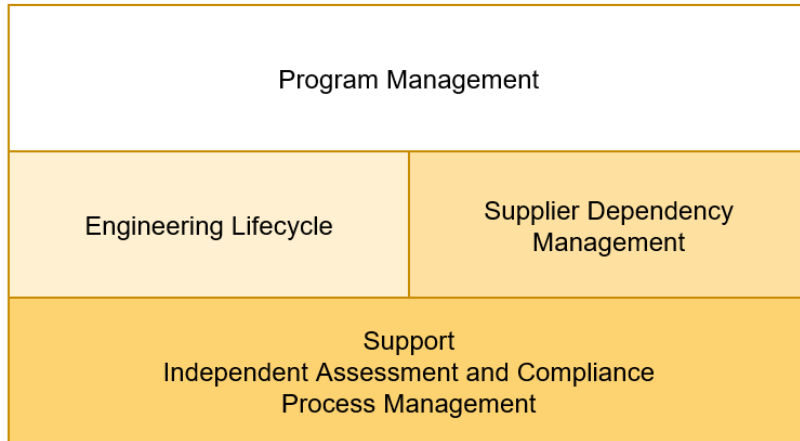 Program Management
Engineering Lifecycle
Supplier Dependency
Management
Support
Independent Assessment and Compliance
Process Management